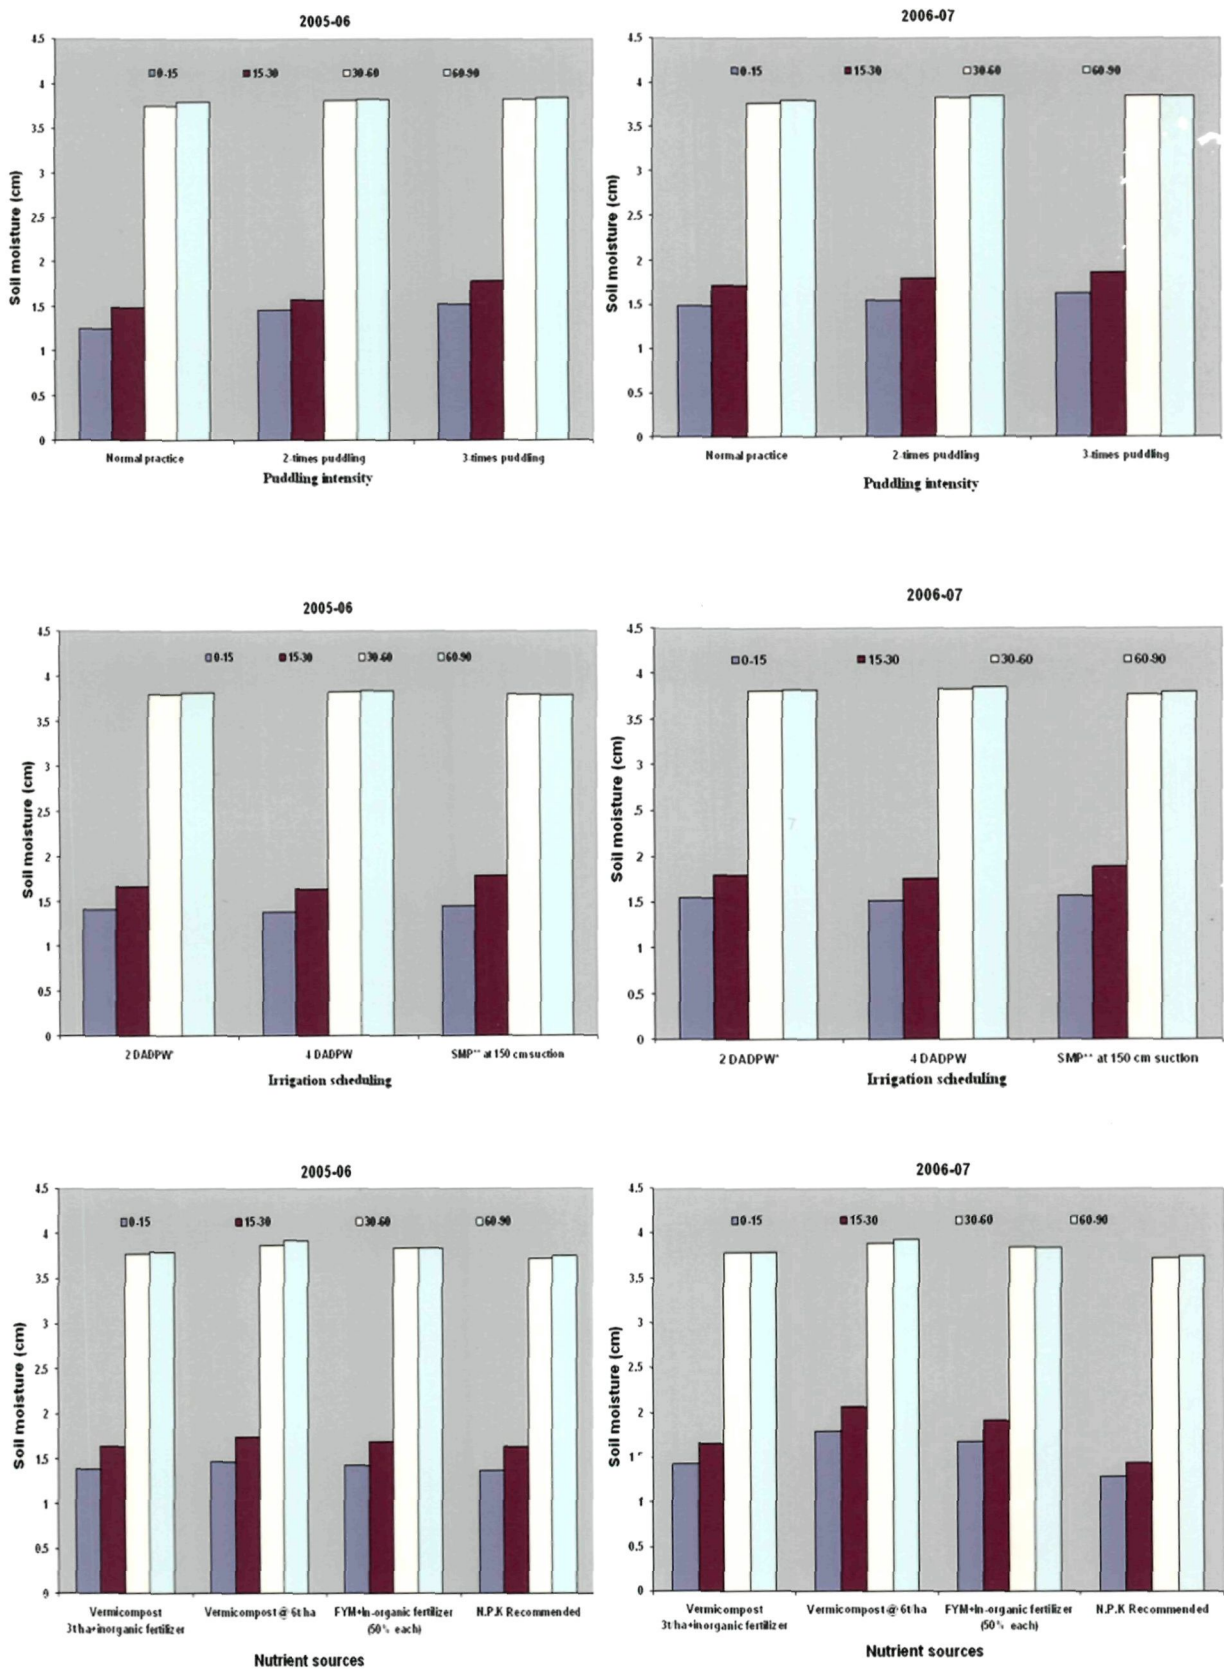 2005-06
4.5
4
3.5
3
2.5
2
1.5
1
0.5
0
Soil moisture (cm)
0-15 15-30 30-60 60-90
Normal practice 2-times puddling 3-times puddling
Puddling intensity
2006-07
4.5
4
3.5
3
2.5
2
1.5
1
0.5
0
Soil moisture (cm)
0-15 15-30 30-60 60-90
Normal practice 2-times puddling 3-times puddling
Puddling intensity
2005-06
4.5
4
3.5
3
2.5
2
1.5
1
0.5
0
Soil moisture (cm)
0-15 15-30 30-60 60-90
2 DADPW* 4 DADPW SMP** at 150 cm suction
Irrigation scheduling
2006-07
4.5
4
3.5
3
.5
2
1.5
1
0.5
0
Soil moisture (cm)
0-15 15-30 30-60 60-90
2 DADPW* 4 DADPW SMP** at 150 cm suction
Irrigation scheduling
2005-06
4.5
4
3.5
3
2.5
2
1.5
1
0.5
0
Soil moisture (cm)
0-15 15-30 30-60 60-90
Vermicompost Vermicompost @ 6t/ha FYM+In-organic fertilizer N.P.K Recommended
3t/ha+inorganic fertilizer (50% each)
Nutrient sources
2006-07
4.5
4
3.5
3
2.5
2
1.5
1
0.5
0
Soil moisture (cm)
0-15 15-30 30-60 60-90
Vermicompost Vermicompost @ 6t/ha FYM+In-organic fertilizer N.P.K Recommended
3t/ha+inorganic fertilizer (50% each)
Nutrient sources